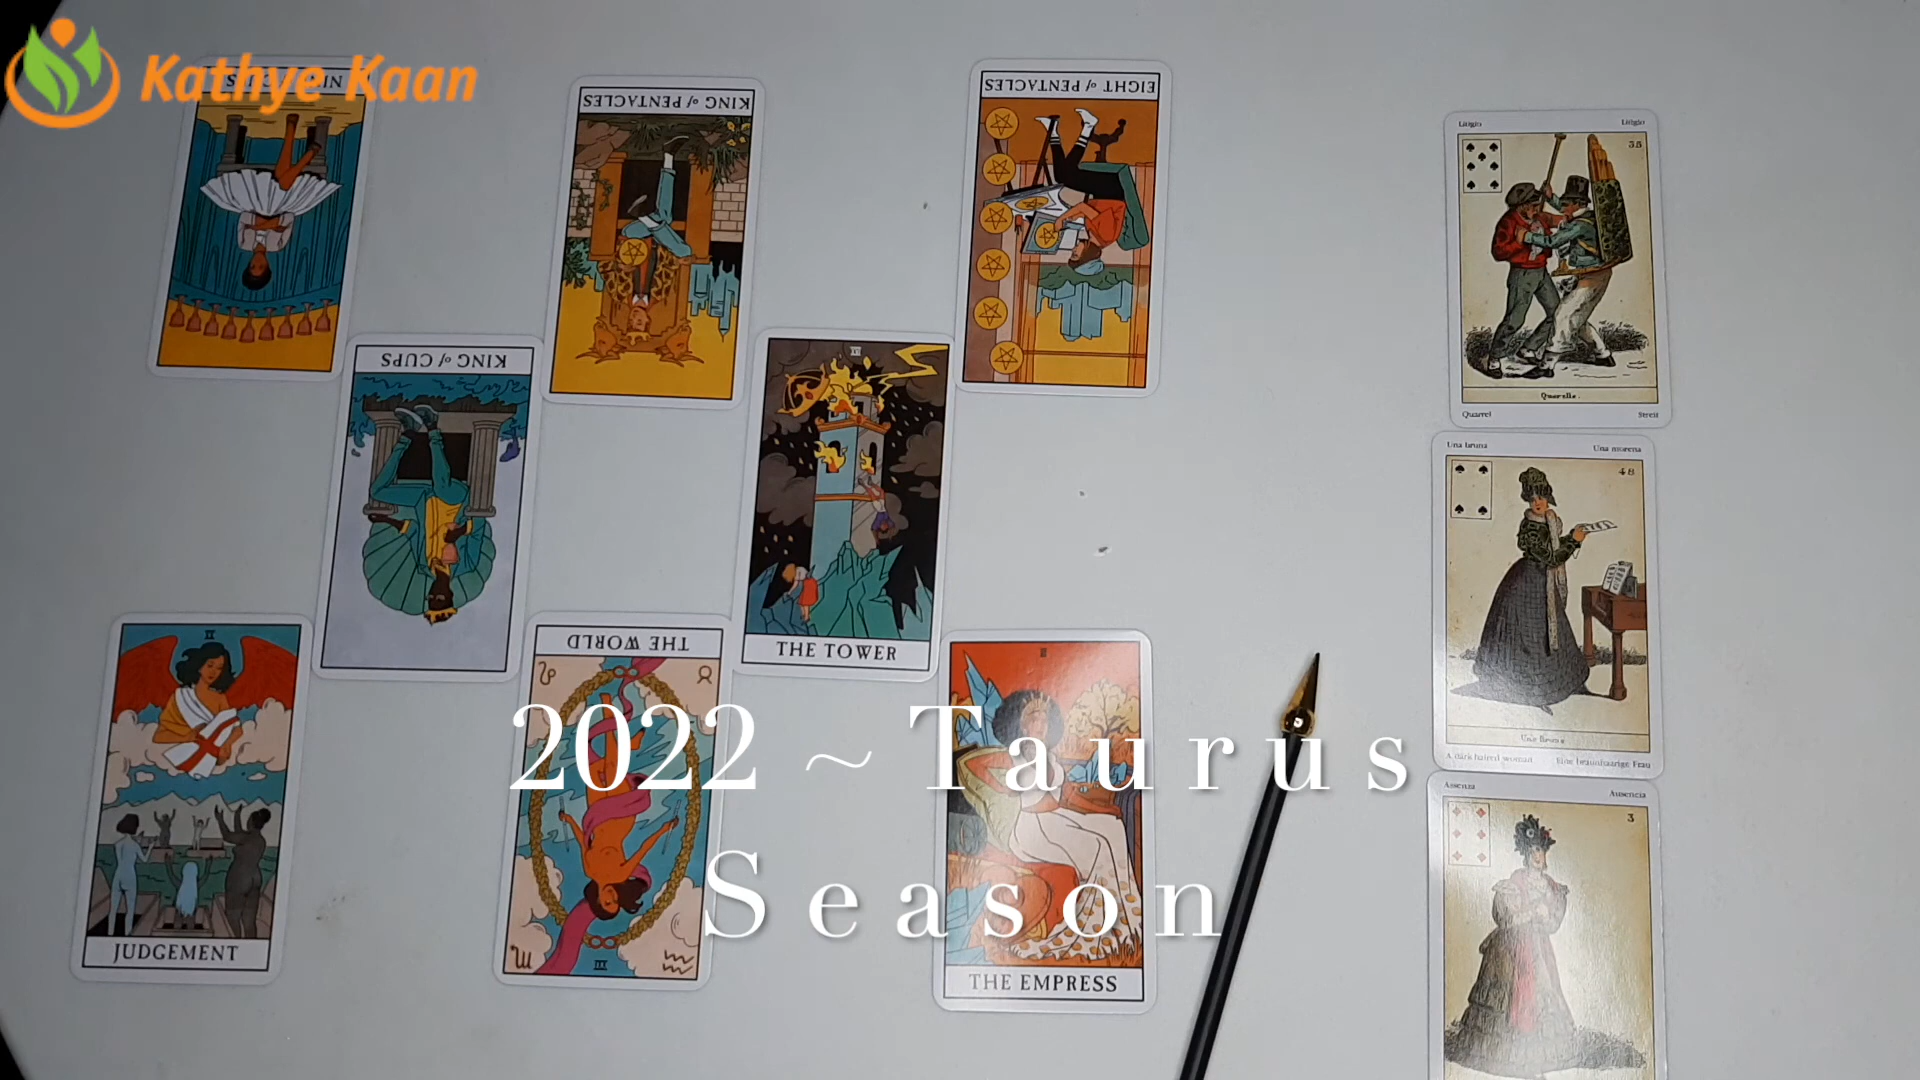 Kathye Kaan
KING of PENTACLES
EIGHT of PENTACLES
KING of CUPS
THE TOWER
JUDGEMENT
THE WORLD
THE EMPRESS
2022 ~ Taurus
Season
Litigio Litigio
35
Querelle.
Quarrel Streit
Una bruna Una morena
48
A dark haired woman Eine braunhaarige Frau
Assenza Ausencia
3